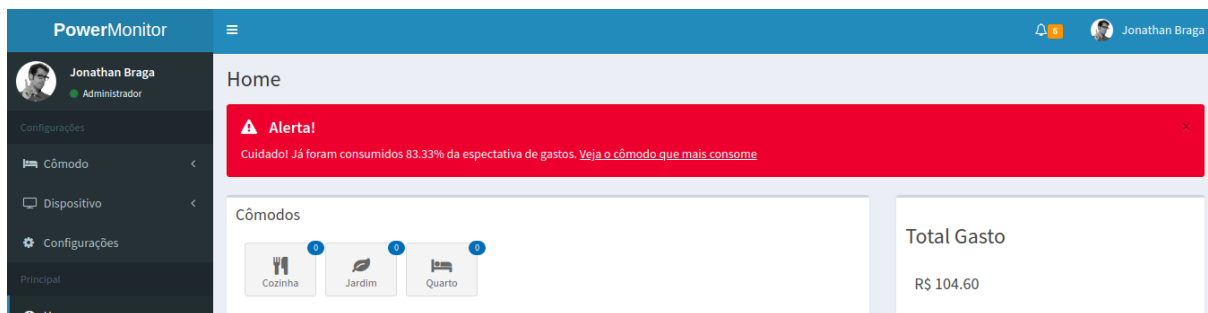 PowerMonitor
6
Jonathan Braga
Jonathan Braga
Administrador
Configurações
Cômodo
Dispositivo
Configurações
Principal
Home
Alerta!
×
Cuidado! Já foram consumidos 83.33% da espectativa de gastos. Veja o cômodo que mais consome
Cômodos
0 0 0
Cozinha Jardim Quarto
Total Gasto
R$ 104.60